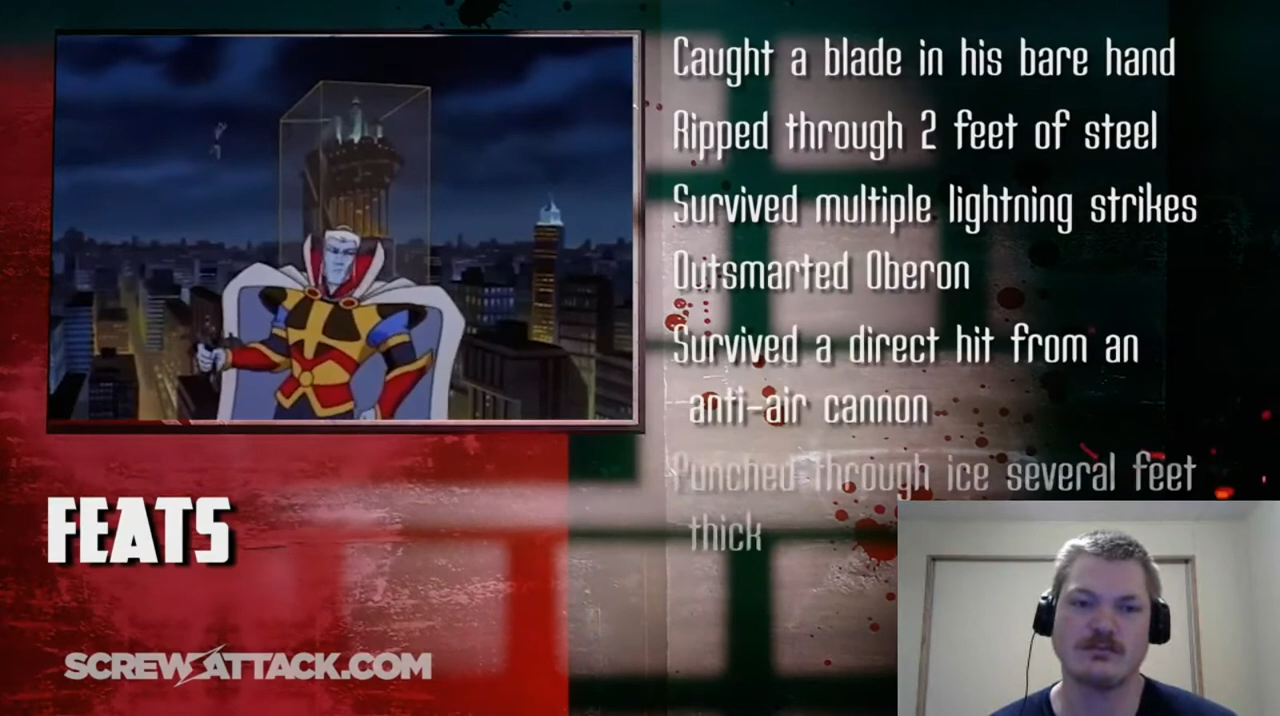 Caught a blade in his bare hand
Ripped through 2 feet of steel
Survived multiple lightning strikes
Outsmarted Oberon
Survived a direct hit from an
anti-air cannon
Punched through ice several feet
thick
FEATS
SCREWATTACK.COM